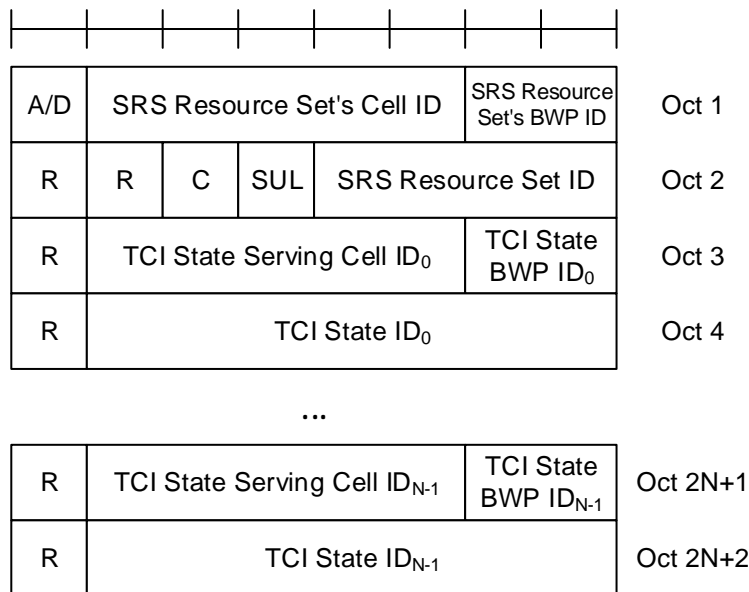 A/D SRS Resource Set's Cell ID SRS Resource Set's BWP ID Oct 1
R R C SUL SRS Resource Set ID Oct 2
R TCI State Serving Cell ID₀ TCI State BWP ID₀ Oct 3
R TCI State ID₀ Oct 4
...
R TCI State Serving Cell IDN-1 TCI State BWP IDN-1 Oct 2N+1
R TCI State IDN-1 Oct 2N+2